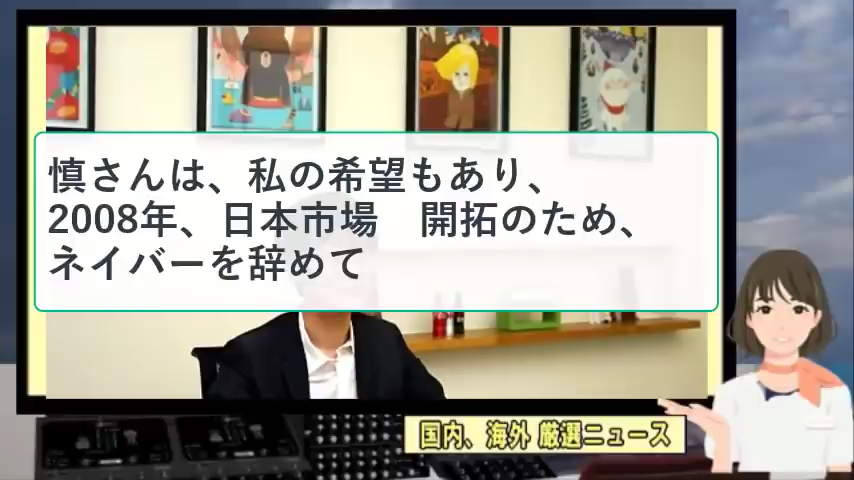 慎さんは、私の希望もあり、
2008年、日本市場　開拓のため、
ネイバーを辞めて
国内、海外 厳選ニュース